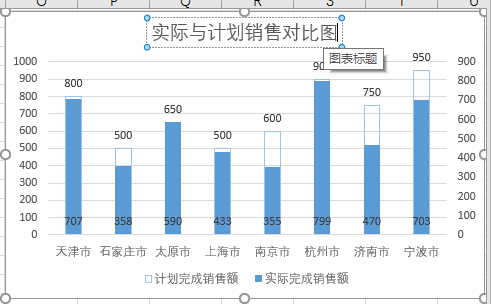 O P Q R S T U
实际与计划销售对比图
图表标题
1000 900 800 700 600 500 400 300 200 100 0
800 500 650 500 600 750 950
707 358 590 433 355 799 470 703
900 800 700 600 500 400 300 200 100 0
天津市 石家庄市 太原市 上海市 南京市 杭州市 济南市 宁波市
计划完成销售额 实际完成销售额